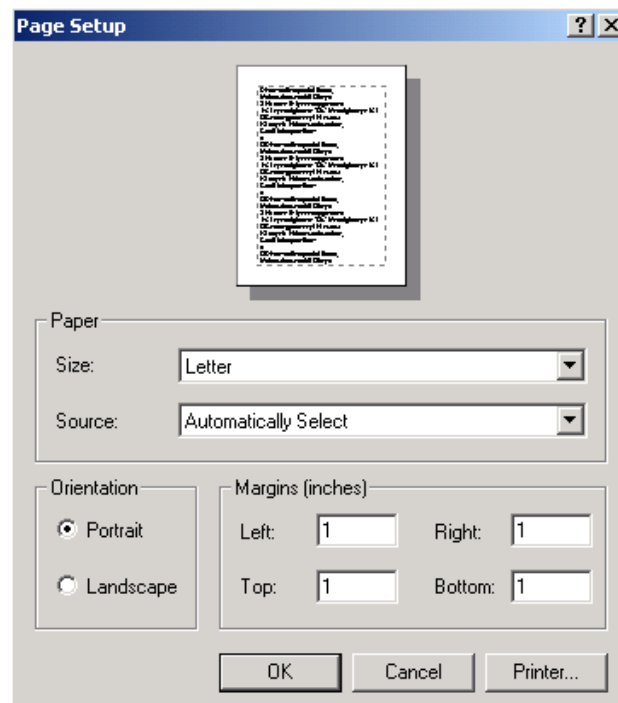 Page Setup
Paper
Size: Letter
Source: Automatically Select
Orientation
Portrait
Landscape
Margins (inches)
Left: 1 Right: 1
Top: 1 Bottom: 1
OK Cancel Printer...